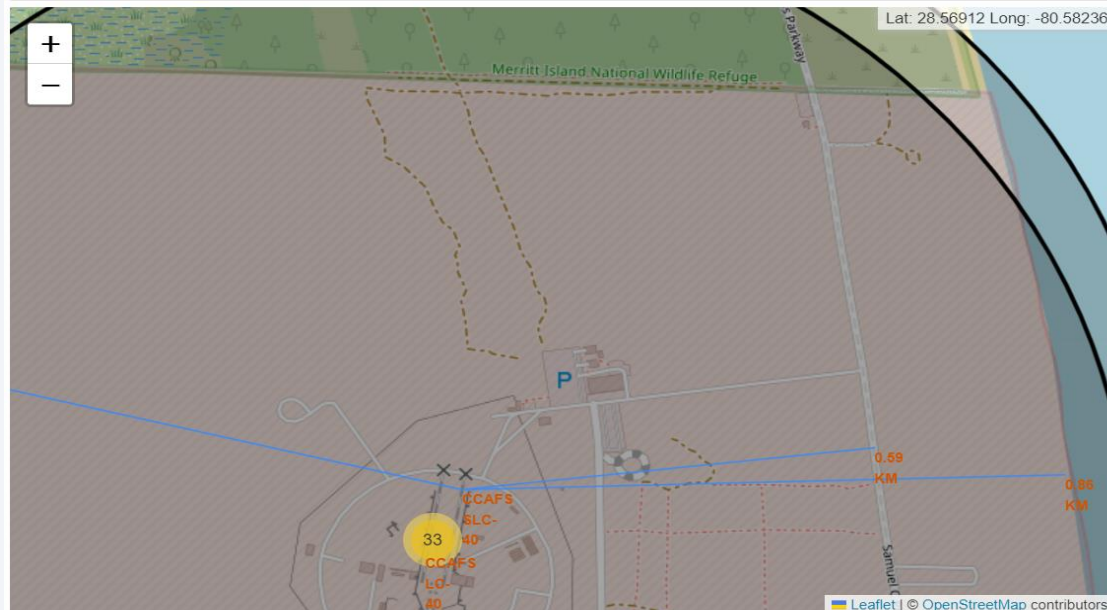 Lat: 28.56912 Long: -80.58236
+
−
s Parkway
Merritt Island National Wildlife Refuge
P
0.59
KM
0.86
KM
CCAFS
SLC-
40
33
CCAFS
LC-
40
Samuel C
Leaflet | © OpenStreetMap contributors